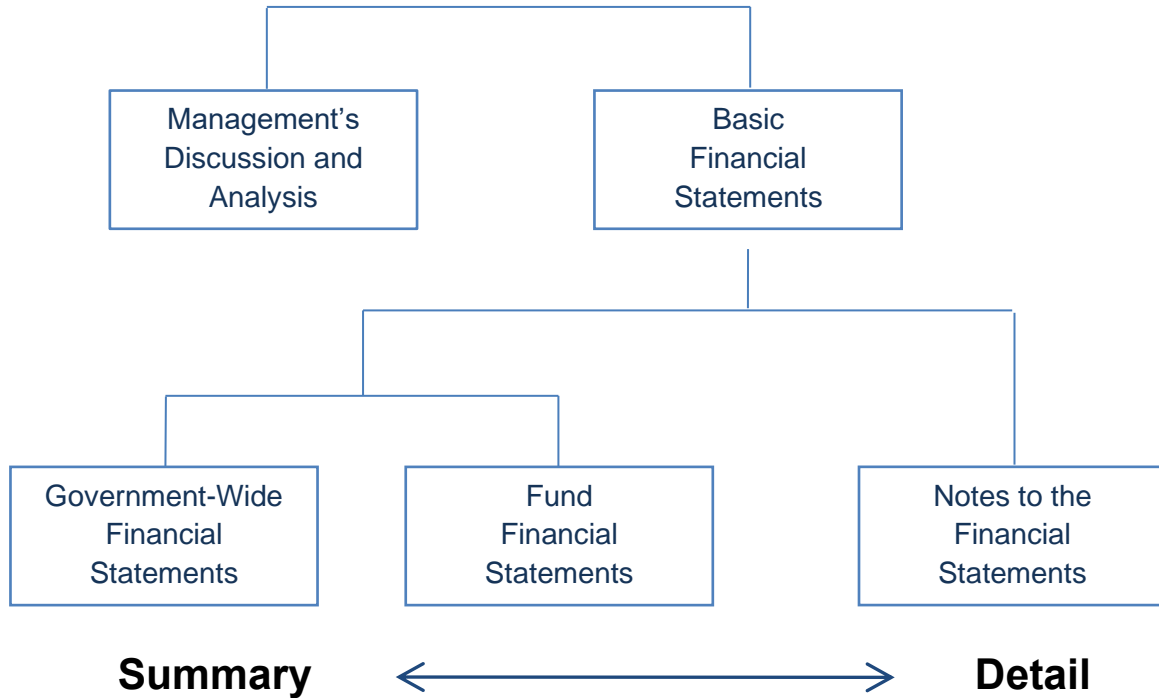 Management’s
Discussion and
Analysis
Basic
Financial
Statements
Government-Wide
Financial
Statements
Fund
Financial
Statements
Notes to the
Financial
Statements
Summary
Detail